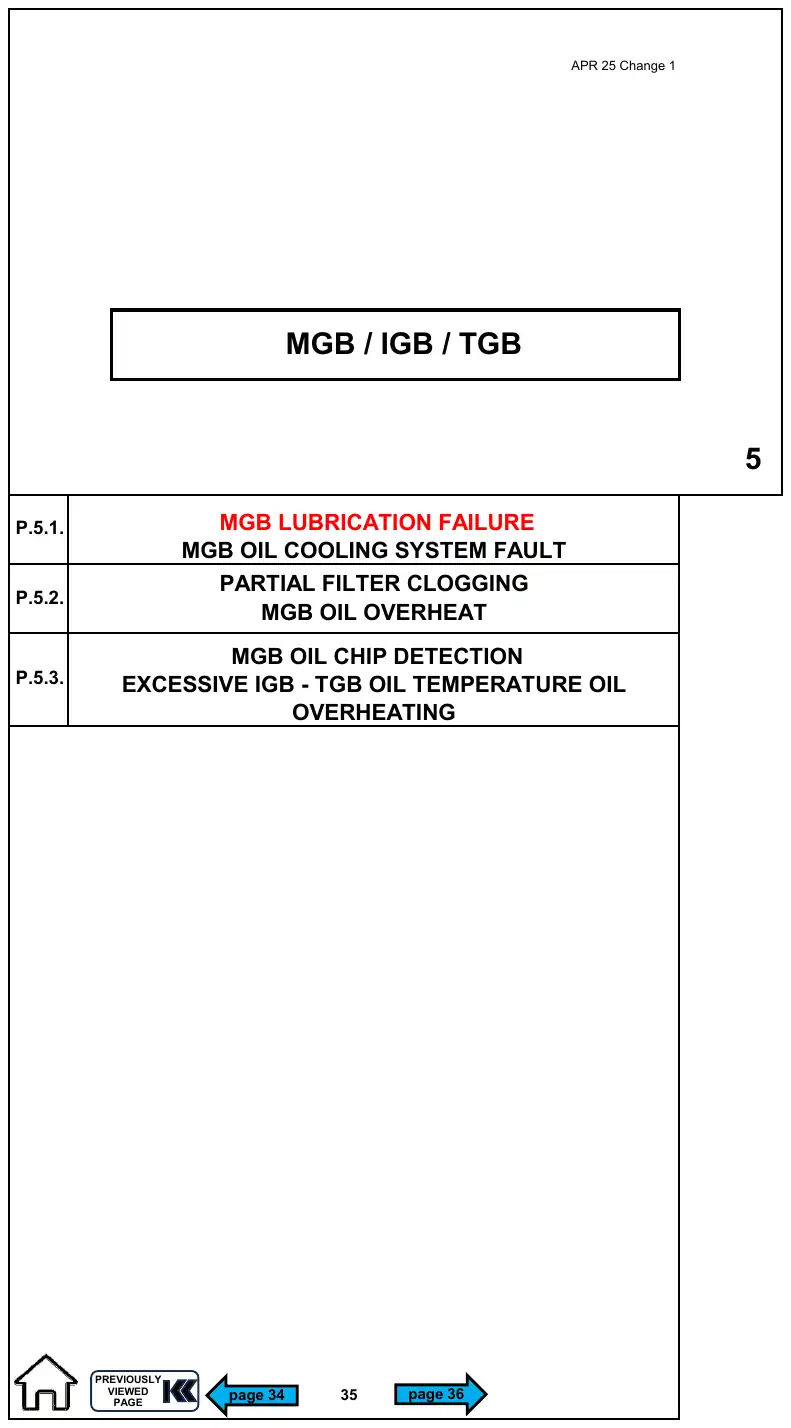 APR 25 Change 1
MGB / IGB / TGB
5
P.5.1.
MGB LUBRICATION FAILURE
MGB OIL COOLING SYSTEM FAULT
P.5.2.
PARTIAL FILTER CLOGGING
MGB OIL OVERHEAT
P.5.3.
MGB OIL CHIP DETECTION
EXCESSIVE IGB - TGB OIL TEMPERATURE OIL
OVERHEATING
PREVIOUSLY
VIEWED
PAGE
page 34
35
page 36